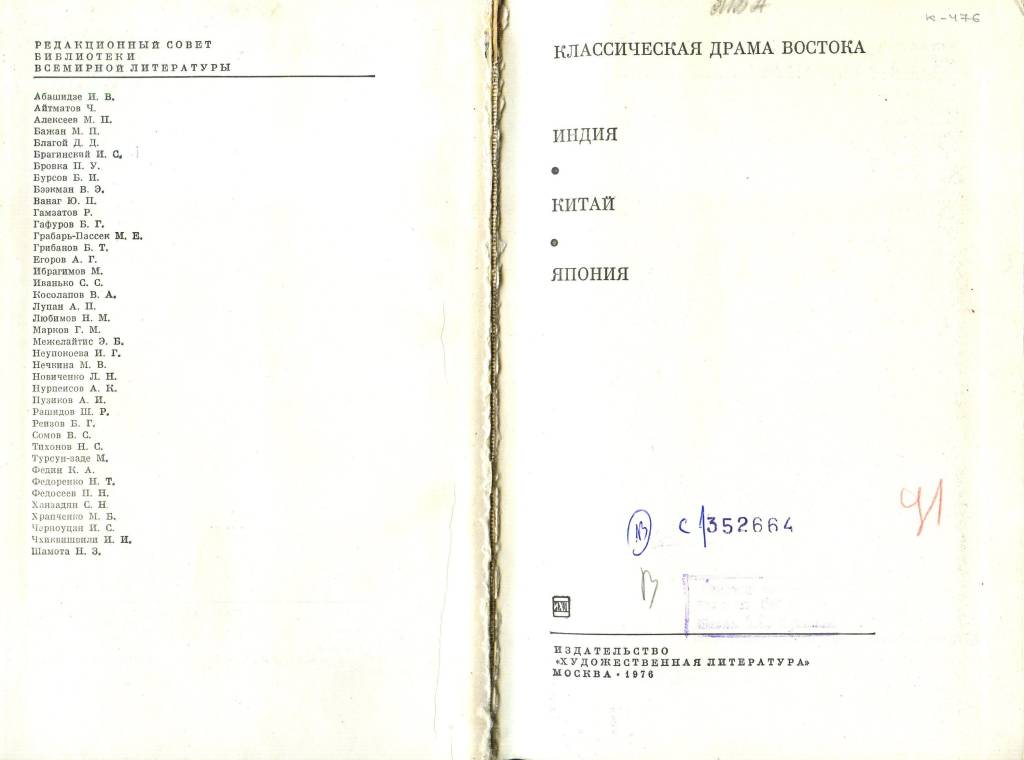 РЕДАКЦИОННЫЙ СОВЕТ
БИБЛИОТЕКИ
ВСЕМИРНОЙ ЛИТЕРАТУРЫ
Абашидзе И. В.
Айтматов Ч.
Алексеев М. П.
Бажан М. П.
Благой Д. Д.
Брагинский И. С.
Бровка П. У.
Бурсов Б. И.
Бээкман В. Э.
Ванаг Ю. П.
Гамзатов Р.
Гафуров Б. Г.
Грабарь-Пассек М. Е.
Грибанов Б. Т.
Егоров А. Г.
Ибрагимов М.
Иванько С. С.
Косолапов В. А.
Лупан А. П.
Любимов Н. М.
Марков Г. М.
Межелайтис Э. Б.
Неупокоева И. Г.
Нечкина М. В.
Новиченко Л. Н.
Нурпеисов А. К.
Пузиков А. И.
Рашидов Ш. Р.
Реизов Б. Г.
Сомов В. С.
Тихонов Н. С.
Турсун-заде М.
Федин К. А.
Федоренко Н. Т.
Федосеев П. Н.
Ханзадян С. Н.
Храпченко М. Б.
Черноуцан И. С.
Чхиквишвили И. И.
Шамота Н. З.
К-476
КЛАССИЧЕСКАЯ ДРАМА ВОСТОКА
ИНДИЯ
•
КИТАЙ
•
ЯПОНИЯ
С 352664
ИЗДАТЕЛЬСТВО
«ХУДОЖЕСТВЕННАЯ ЛИТЕРАТУРА»
МОСКВА · 1976